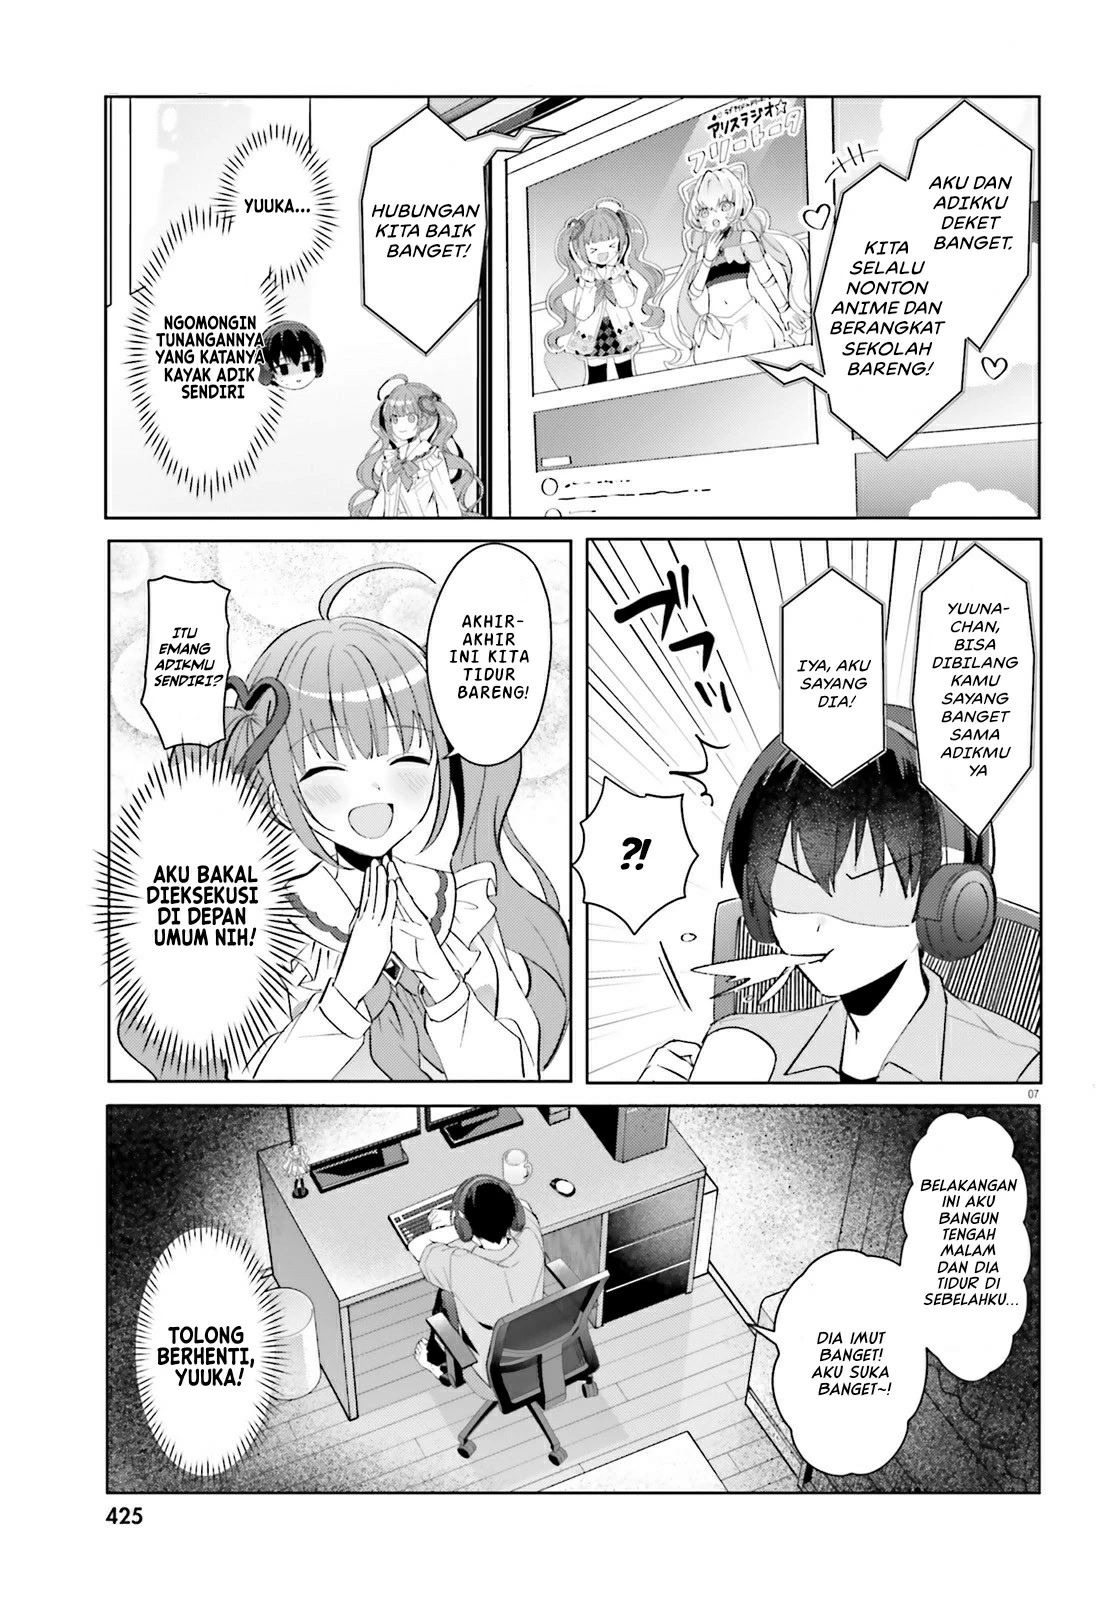 AKU DAN
ADIKKU
DEKET
BANGET.
KITA
SELALU
NONTON
ANIME DAN
BERANGKAT
SEKOLAH
BARENG!
アリスラジオ☆
フリートーク
HUBUNGAN
KITA BAIK
BANGET!
YUUKA...
NGOMONGIN
TUNANGANNYA
YANG KATANYA
KAYAK ADIK
SENDIRI
YUUNA-
CHAN,
BISA
DIBILANG
KAMU
SAYANG
BANGET
SAMA
ADIKMU
YA
IYA, AKU
SAYANG
DIA!
ブーッ
?!
AKHIR-
AKHIR
INI KITA
TIDUR
BARENG!
ITU
EMANG
ADIKMU
SENDIRI?
AKU BAKAL
DIEKSEKUSI
DI DEPAN
UMUM NIH!
07
BELAKANGAN
INI AKU
BANGUN
TENGAH
MALAM
DAN DIA
TIDUR DI
SEBELAHKU...
DIA IMUT
BANGET!
AKU SUKA
BANGET~!
TOLONG
BERHENTI,
YUUKA!
425